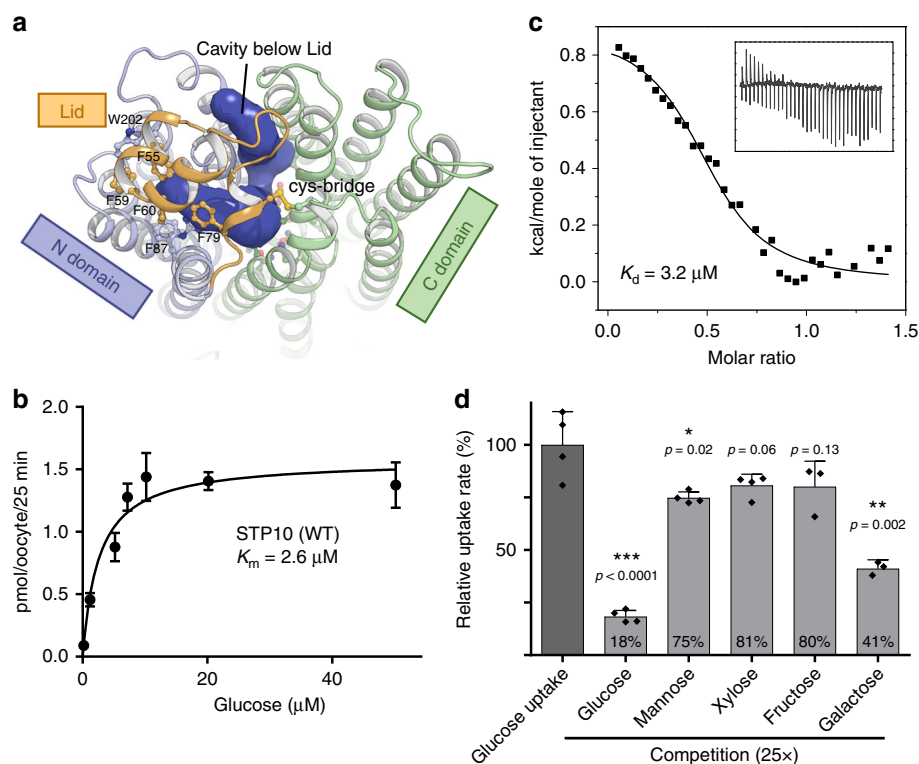 a
Cavity below Lid
Lid
W202
F55
cys-bridge
F59
F60
F79
F87
N domain
C domain
c
kcal/mole of injectant
0.8
0.6
0.4
0.2
0.0
Kd = 3.2 μM
0.0 0.5 1.0 1.5
Molar ratio
b
pmol/oocyte/25 min
2.0
1.5
1.0
0.5
0
STP10 (WT)
Km = 2.6 μM
0 20 40
Glucose (μM)
d
Relative uptake rate (%)
100
50
*
p = 0.02
p = 0.06
p = 0.13
**
p = 0.002
***
p < 0.0001
18%
75%
81%
80%
41%
Glucose uptake
Glucose
Mannose
Xylose
Fructose
Galactose
Competition (25×)